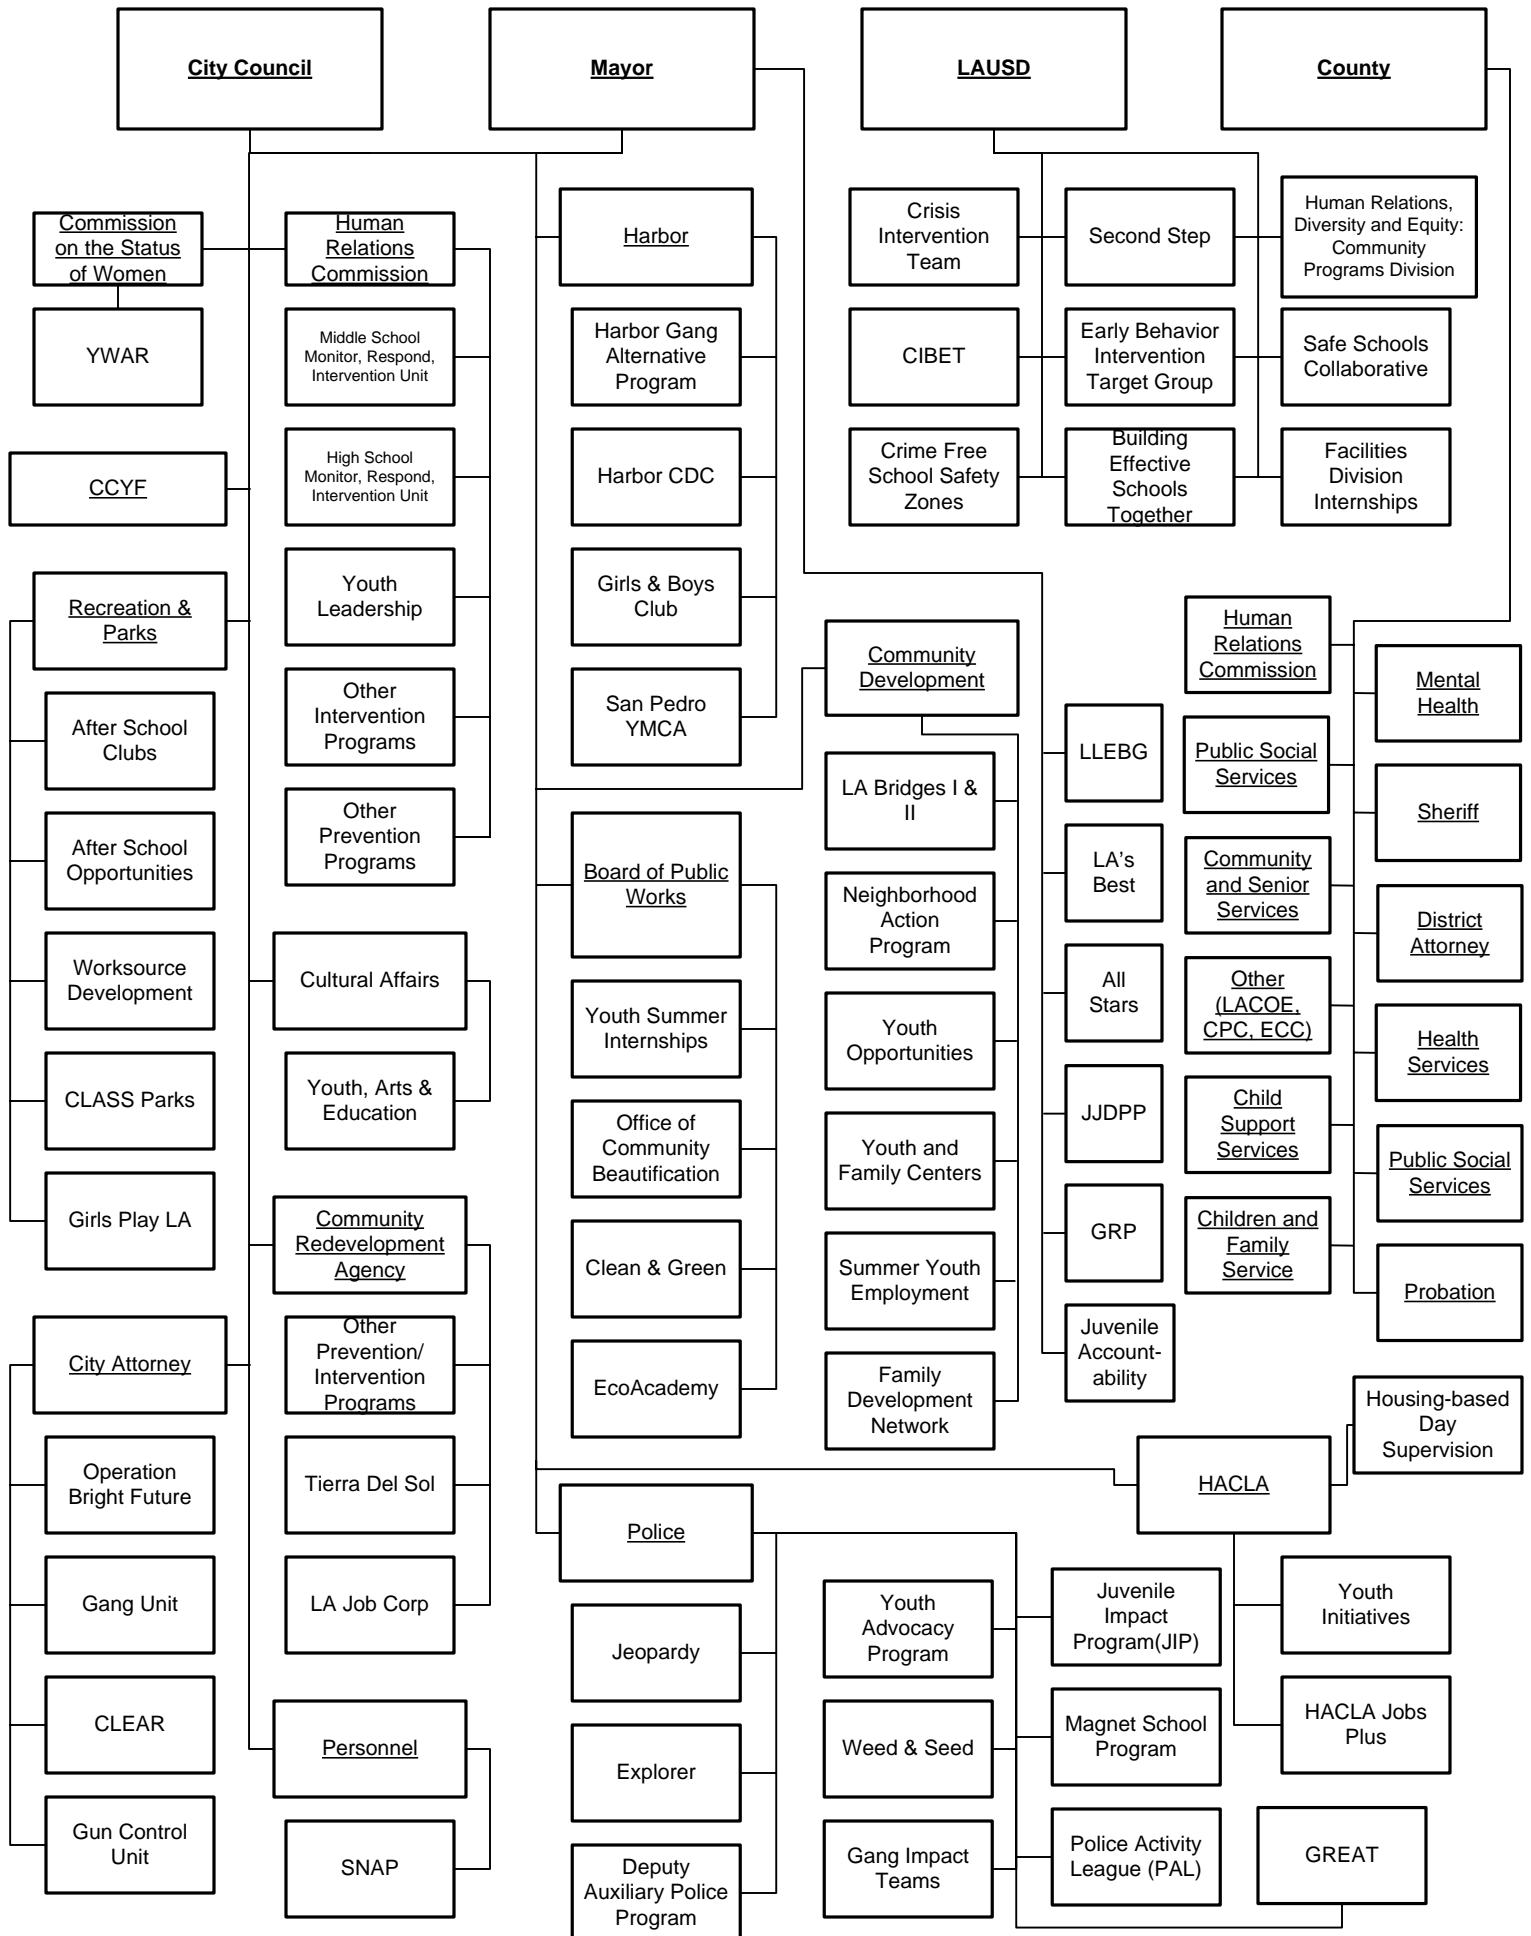 City Council
Mayor
LAUSD
County
Commission
on the Status
of Women
YWAR
CCYF
Recreation &
Parks
After School
Clubs
After School
Opportunities
Worksource
Development
CLASS Parks
Girls Play LA
City Attorney
Operation
Bright Future
Gang Unit
CLEAR
Gun Control
Unit
Human
Relations
Commission
Middle School
Monitor, Respond,
Intervention Unit
High School
Monitor, Respond,
Intervention Unit
Youth
Leadership
Other
Intervention
Programs
Other
Prevention
Programs
Cultural Affairs
Youth, Arts &
Education
Community
Redevelopment
Agency
Other
Prevention/
Intervention
Programs
Tierra Del Sol
LA Job Corp
Personnel
SNAP
Harbor
Harbor Gang
Alternative
Program
Harbor CDC
Girls & Boys
Club
San Pedro
YMCA
Board of Public
Works
Youth Summer
Internships
Office of
Community
Beautification
Clean & Green
EcoAcademy
Police
Jeopardy
Explorer
Deputy
Auxiliary Police
Program
Crisis
Intervention
Team
CIBET
Crime Free
School Safety
Zones
Second Step
Early Behavior
Intervention
Target Group
Building
Effective
Schools
Together
Human Relations,
Diversity and Equity:
Community
Programs Division
Safe Schools
Collaborative
Facilities
Division
Internships
Community
Development
LA Bridges I &
II
Neighborhood
Action
Program
Youth
Opportunities
Youth and
Family Centers
Summer Youth
Employment
Family
Development
Network
LLEBG
LA's
Best
All
Stars
JJDPP
GRP
Juvenile
Account-
ability
Human
Relations
Commission
Public Social
Services
Community
and Senior
Services
Other
(LACOE,
CPC, ECC)
Child
Support
Services
Children and
Family
Service
Mental
Health
Sheriff
District
Attorney
Health
Services
Public Social
Services
Probation
Housing-based
Day
Supervision
HACLA
Youth
Initiatives
HACLA Jobs
Plus
Youth
Advocacy
Program
Weed & Seed
Gang Impact
Teams
Juvenile
Impact
Program(JIP)
Magnet School
Program
Police Activity
League (PAL)
GREAT